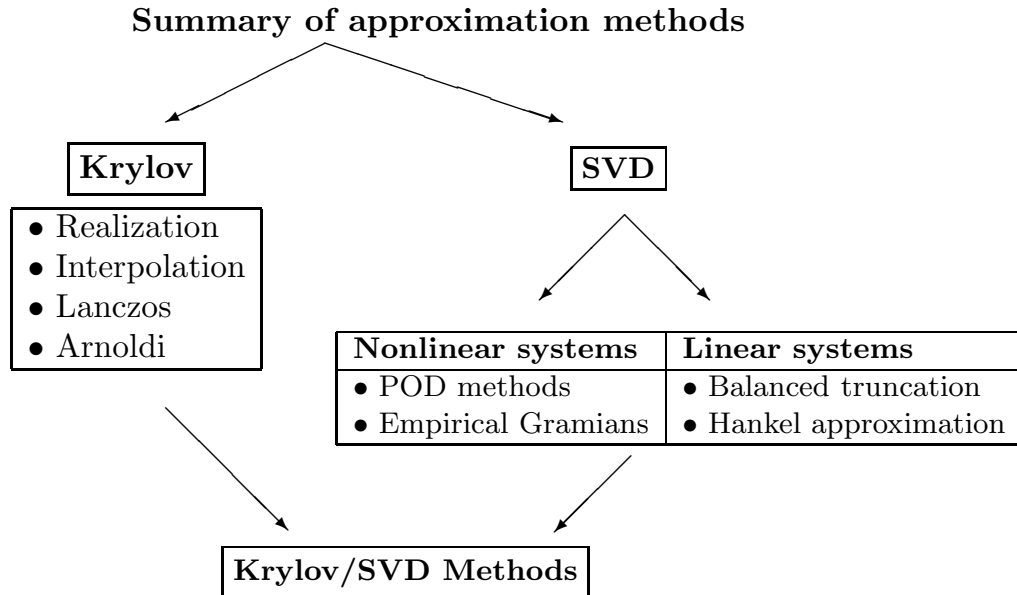 Summary of approximation methods
Krylov
SVD
• Realization
• Interpolation
• Lanczos
• Arnoldi
Nonlinear systems
• POD methods
• Empirical Gramians
Linear systems
• Balanced truncation
• Hankel approximation
Krylov/SVD Methods